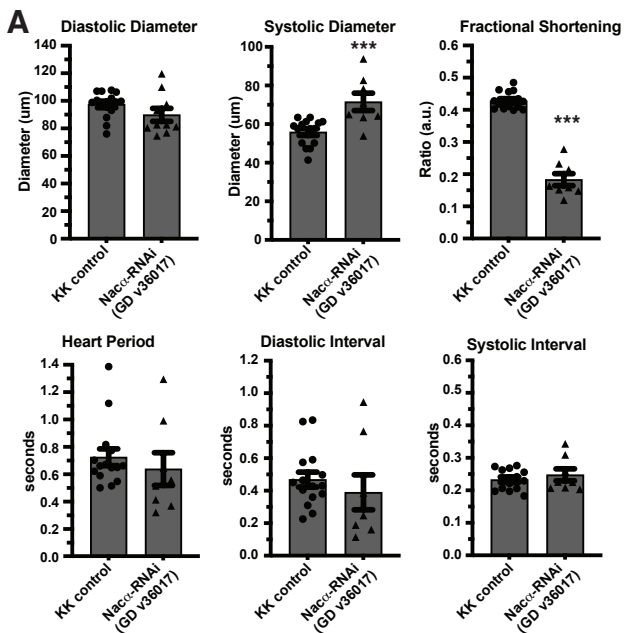 A
Diastolic Diameter
Diameter (um)
140
120
100
80
60
40
20
0
KK control
Nacα-RNAi
(GD v36017)
Systolic Diameter
Diameter (um)
100
80
60
40
20
0
***
KK control
Nacα-RNAi
(GD v36017)
Fractional Shortening
Ratio (a.u.)
0.6
0.5
0.4
0.3
0.2
0.1
0.0
***
KK control
Nacα-RNAi
(GD v36017)
Heart Period
seconds
1.4
1.2
1.0
0.8
0.6
0.4
0.2
0.0
KK control
Nacα-RNAi
(GD v36017)
Diastolic Interval
seconds
1.2
1.0
0.8
0.6
0.4
0.2
0.0
KK control
Nacα-RNAi
(GD v36017)
Systolic Interval
seconds
0.6
0.5
0.4
0.3
0.2
0.1
0.0
KK control
Nacα-RNAi
(GD v36017)